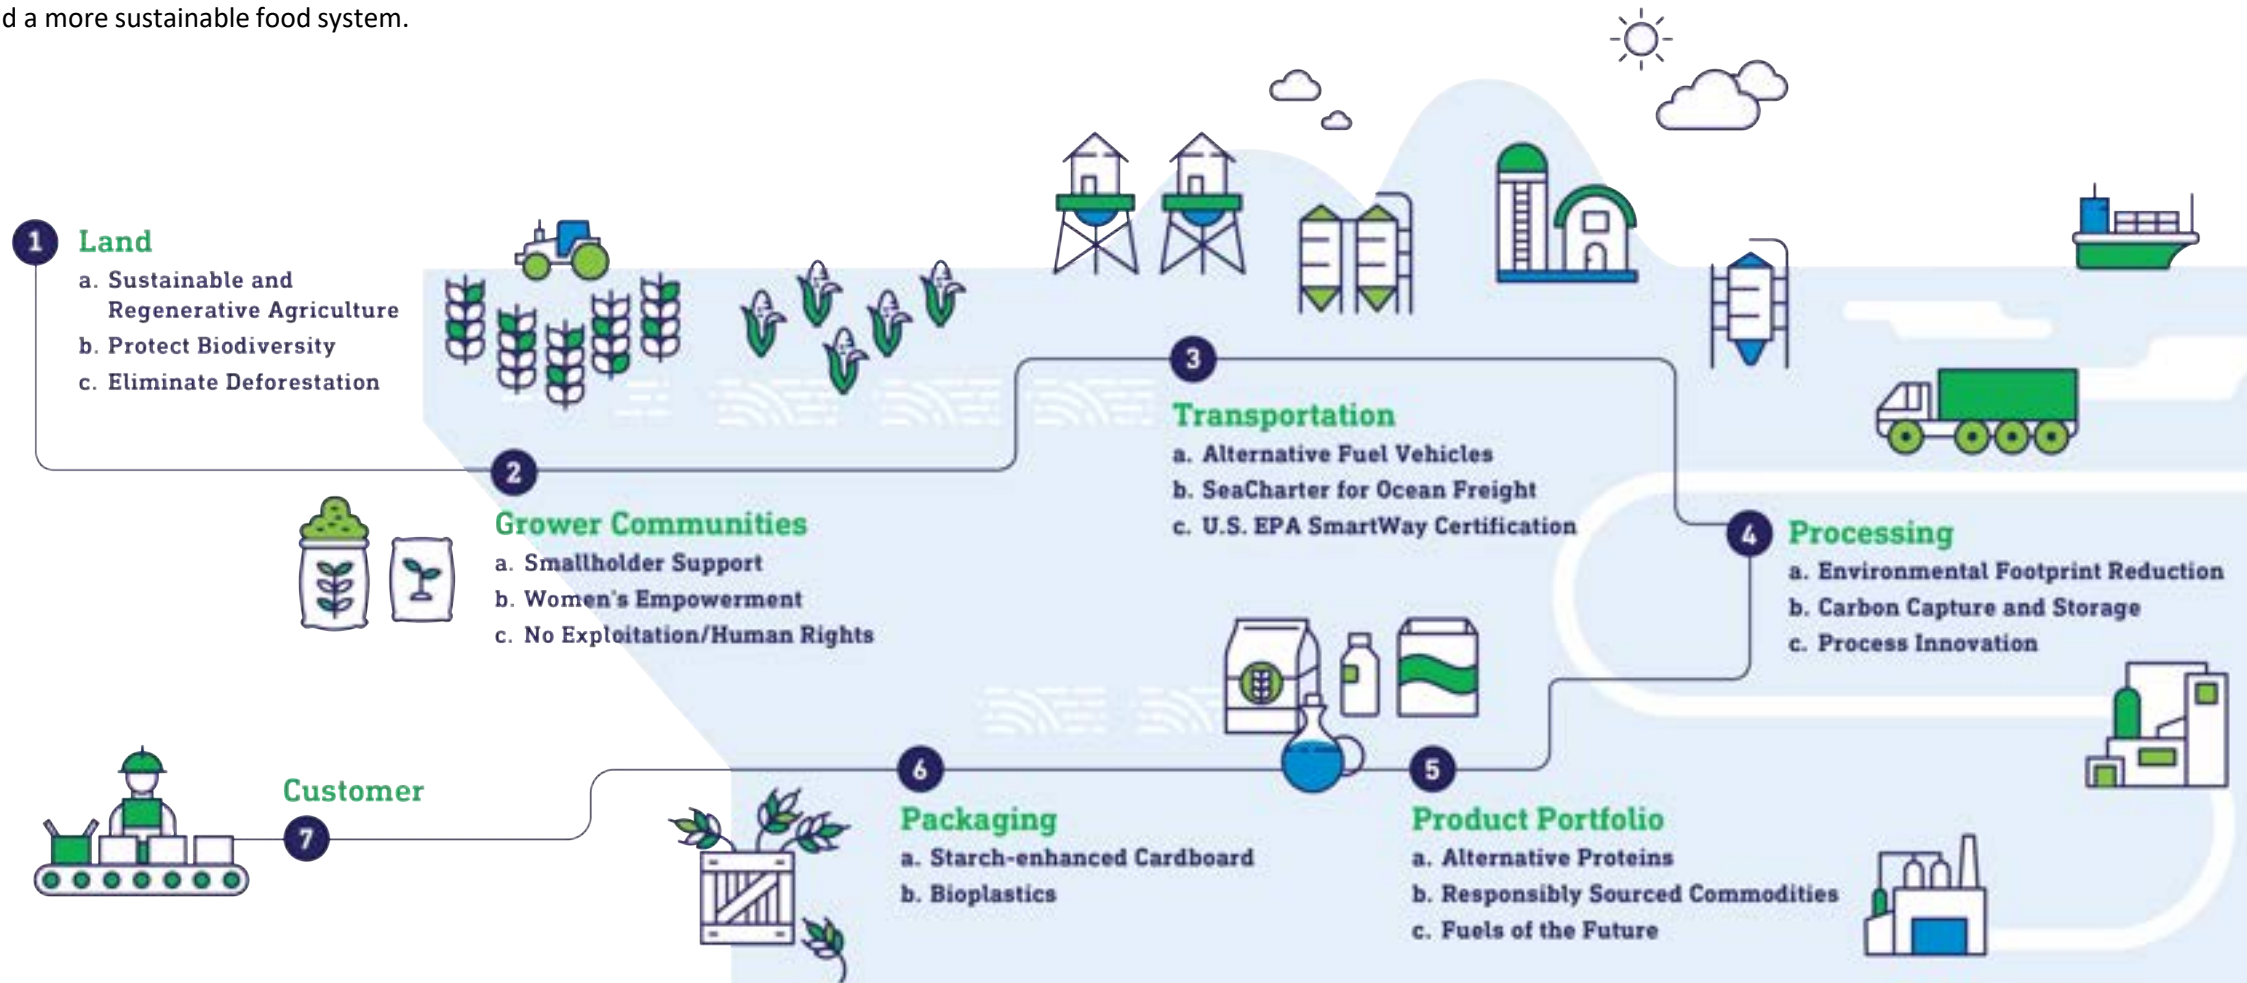 d a more sustainable food system.
1
Land
a. Sustainable and
Regenerative Agriculture
b. Protect Biodiversity
c. Eliminate Deforestation
2
Grower Communities
a. Smallholder Support
b. Women's Empowerment
c. No Exploitation/Human Rights
3
Transportation
a. Alternative Fuel Vehicles
b. SeaCharter for Ocean Freight
c. U.S. EPA SmartWay Certification
4
Processing
a. Environmental Footprint Reduction
b. Carbon Capture and Storage
c. Process Innovation
5
Product Portfolio
a. Alternative Proteins
b. Responsibly Sourced Commodities
c. Fuels of the Future
6
Packaging
a. Starch-enhanced Cardboard
b. Bioplastics
Customer
7